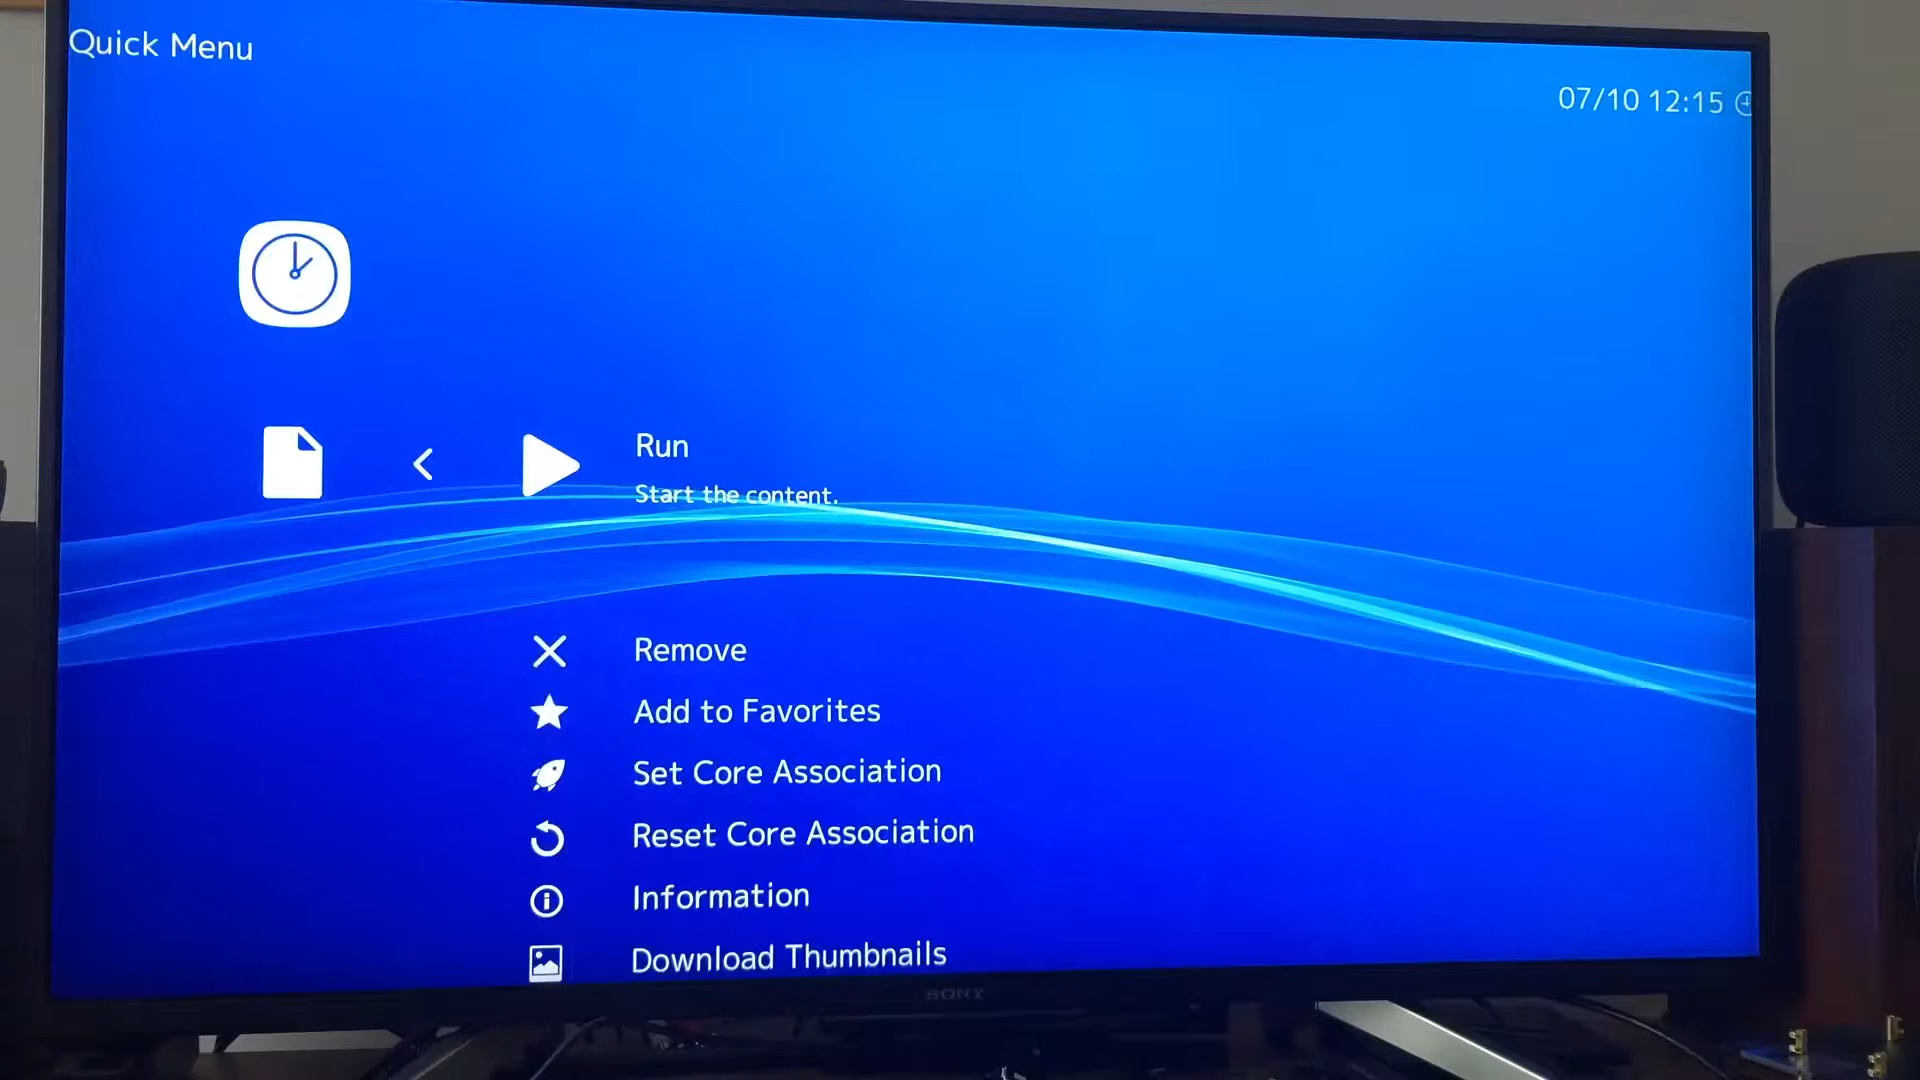 Quick Menu
07/10 12:15
Run
Start the content.
Remove
Add to Favorites
Set Core Association
Reset Core Association
Information
Download Thumbnails
SONY